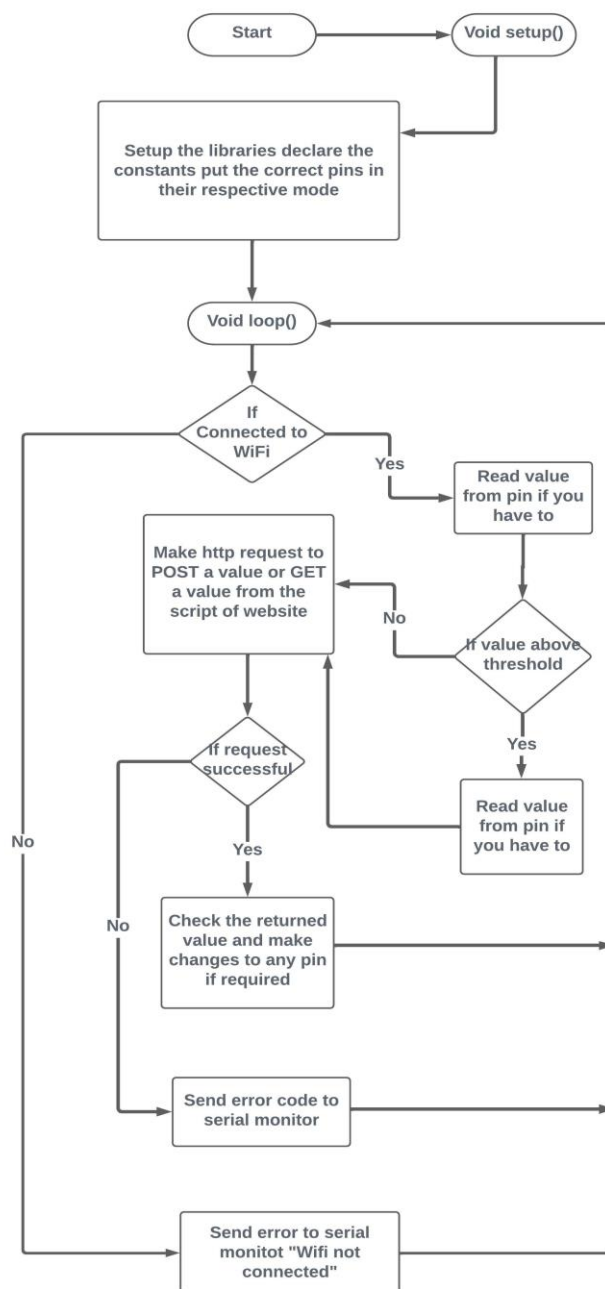 Start
Void setup()
Setup the libraries declare the
constants put the correct pins in
their respective mode
Void loop()
If
Connected to
WiFi
Yes
Read value
from pin if you
have to
Make http request to
POST a value or GET
a value from the
script of website
No
If value above
threshold
Yes
If request
successful
Read value
from pin if
you have to
No
Yes
No
Check the returned
value and make
changes to any pin
if required
Send error code to
serial monitor
Send error to serial
monitot "Wifi not
connected"